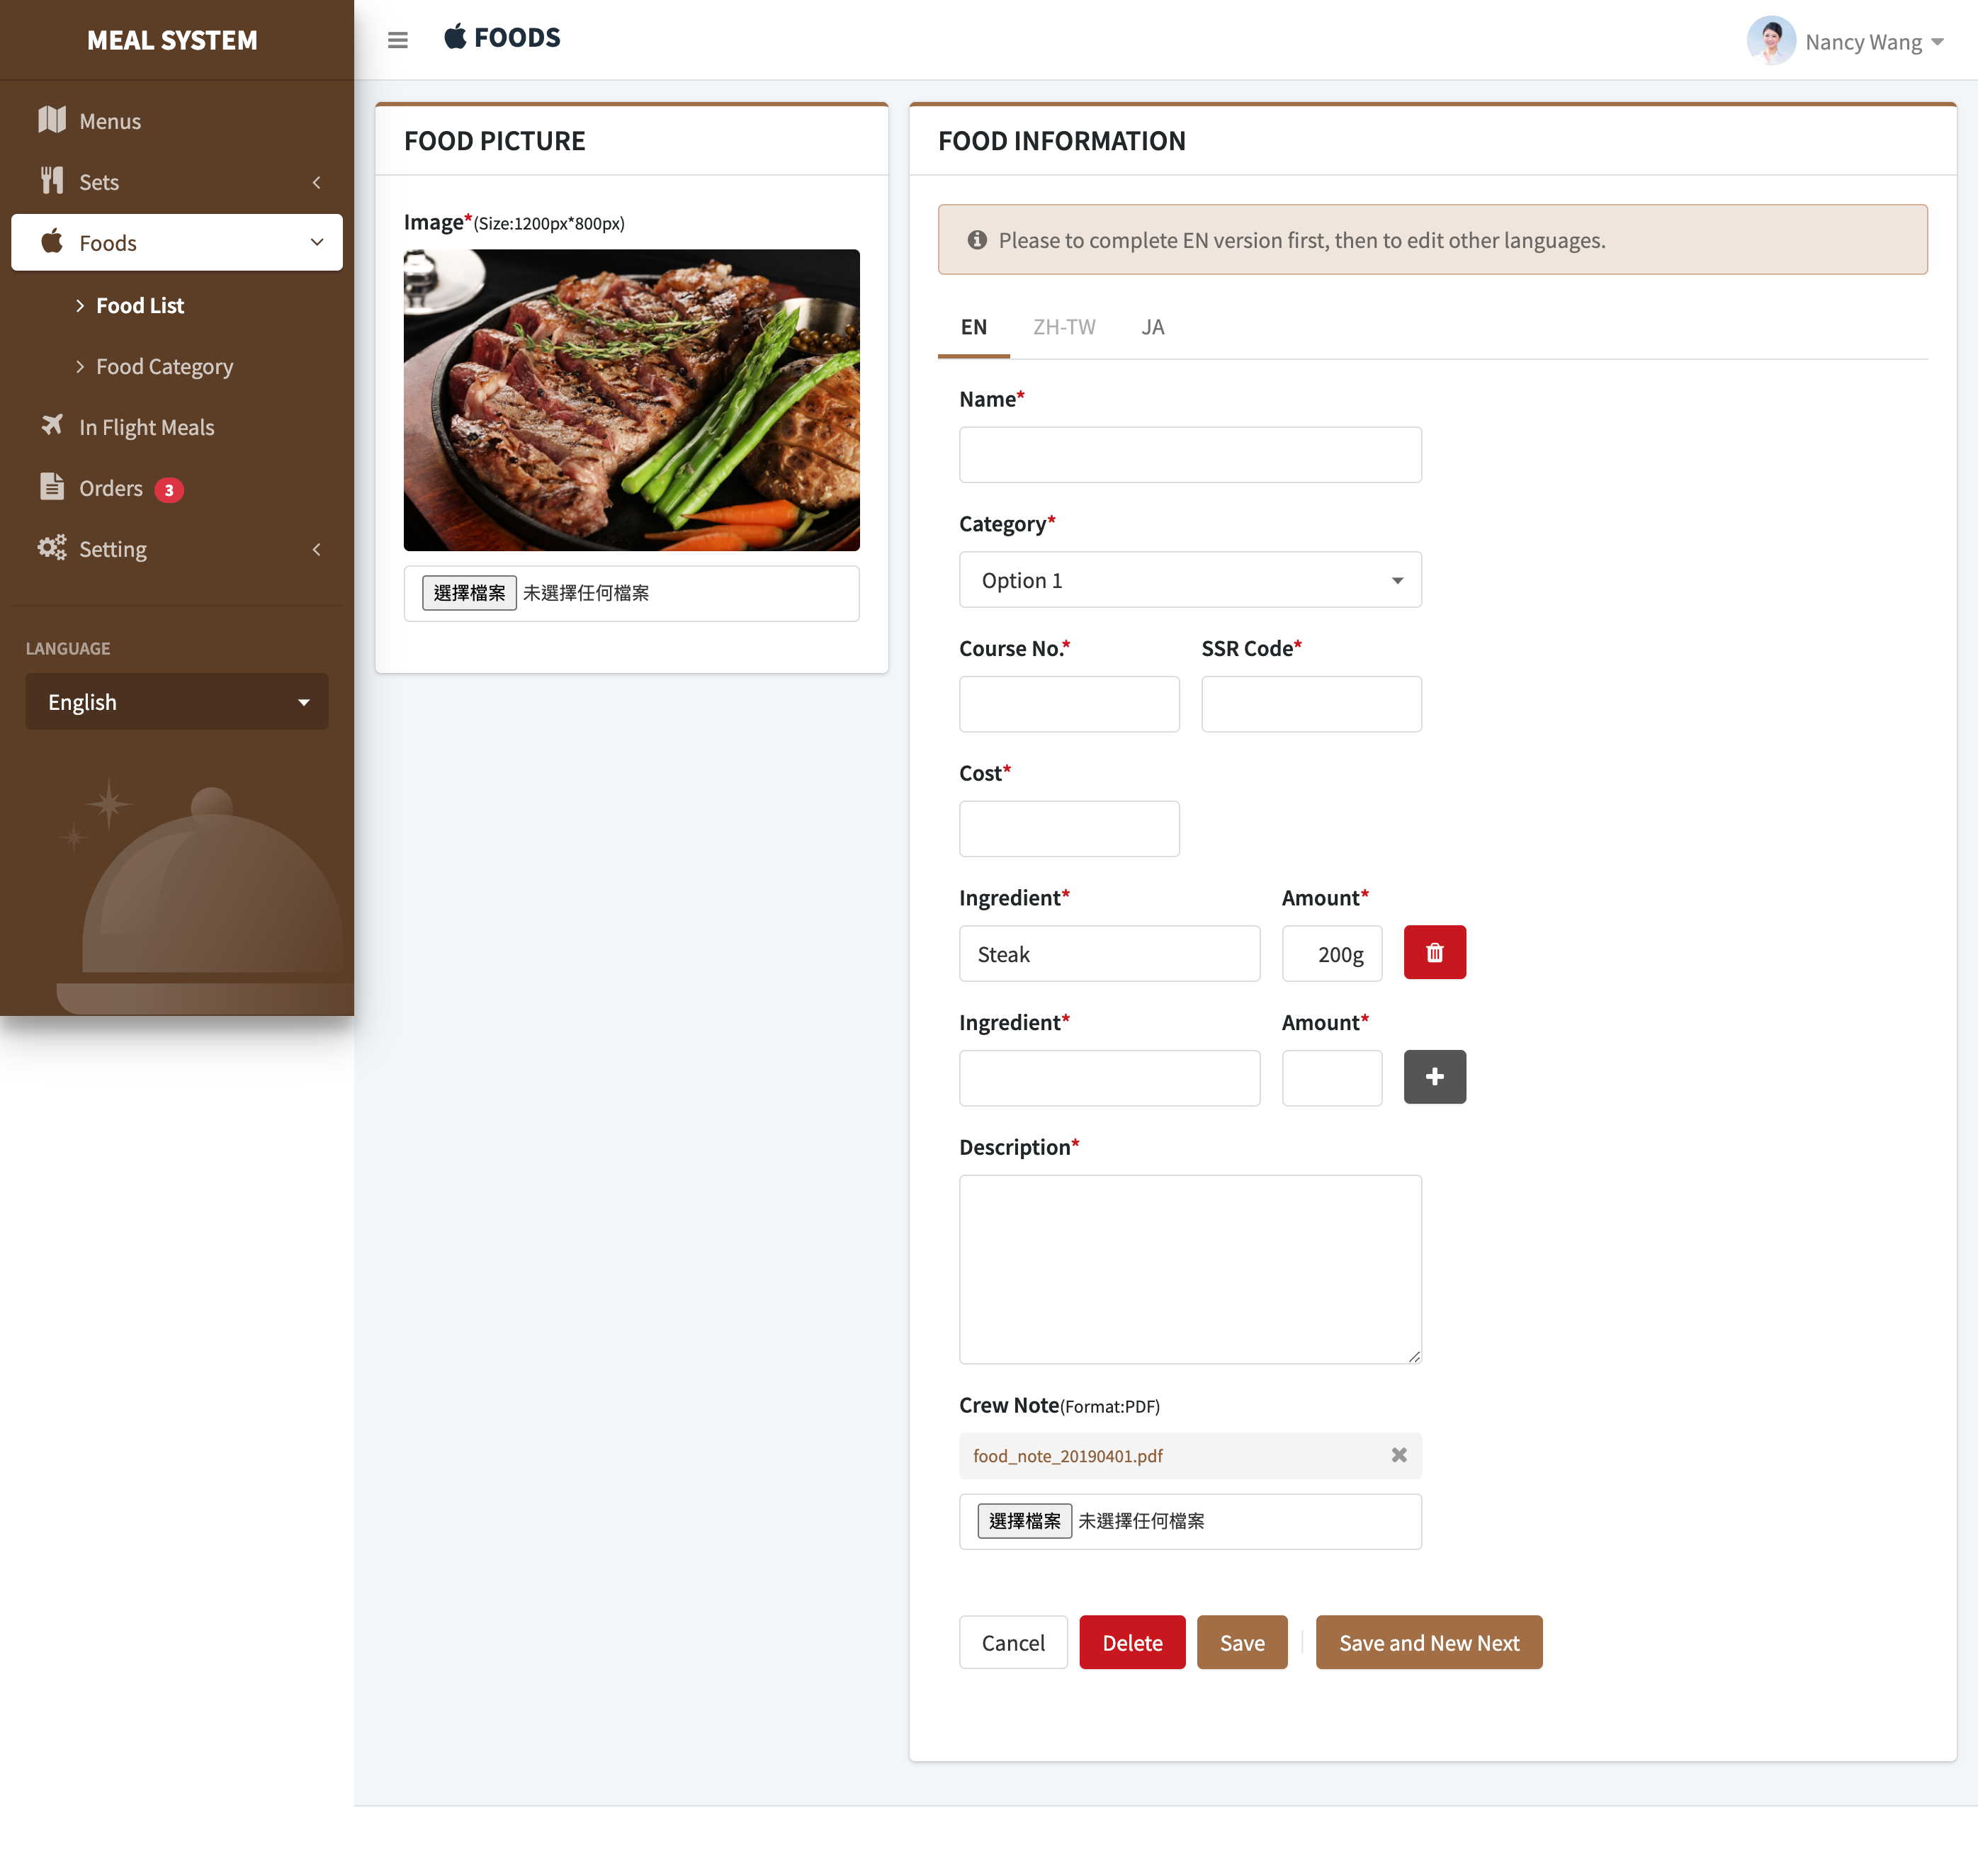 MEAL SYSTEM
FOODS
Nancy Wang
Menus
Sets
Foods
Food List
Food Category
In Flight Meals
Orders 3
Setting
LANGUAGE
English
FOOD PICTURE
Image*(Size:1200px*800px)
選擇檔案 未選擇任何檔案
FOOD INFORMATION
Please to complete EN version first, then to edit other languages.
EN ZH-TW JA
Name*
Category*
Option 1
Course No.* SSR Code*
Cost*
Ingredient* Amount*
Steak 200g
Ingredient* Amount*
Description*
Crew Note(Format:PDF)
food_note_20190401.pdf
選擇檔案 未選擇任何檔案
Cancel Delete Save Save and New Next